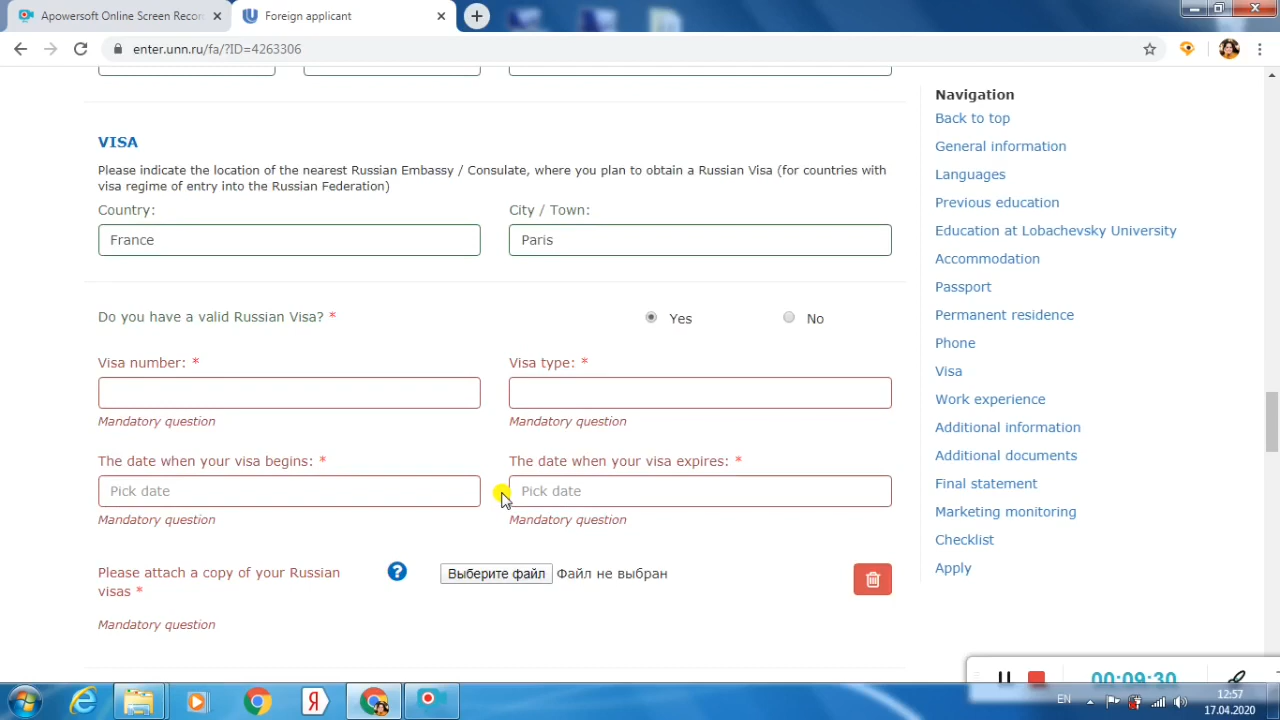 Apowersoft Online Screen Recor
Foreign applicant
enter.unn.ru/fa/?ID=4263306
VISA
Please indicate the location of the nearest Russian Embassy / Consulate, where you plan to obtain a Russian Visa (for countries with
visa regime of entry into the Russian Federation)
Country:
City / Town:
France
Paris
Do you have a valid Russian Visa? *
Yes
No
Visa number: *
Visa type: *
Mandatory question
Mandatory question
The date when your visa begins: *
The date when your visa expires: *
Pick date
Pick date
Mandatory question
Mandatory question
Please attach a copy of your Russian
visas *
Выберите файл
Файл не выбран
Mandatory question
Navigation
Back to top
General information
Languages
Previous education
Education at Lobachevsky University
Accommodation
Passport
Permanent residence
Phone
Visa
Work experience
Additional information
Additional documents
Final statement
Marketing monitoring
Checklist
Apply
00:09:30
EN
12:57
17.04.2020